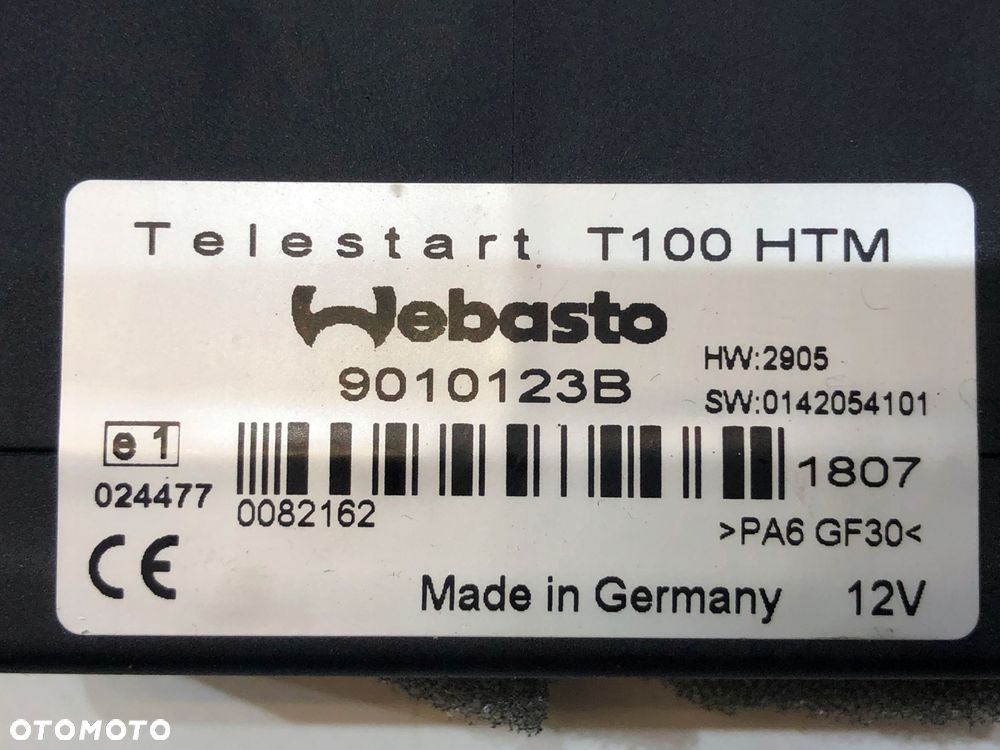 Telestart T100 HTM
Webasto
9010123B
HW:2905
SW:0142054101
e1
024477
0082162
1807
>PA6 GF30<
CE
Made in Germany 12V
OTOMOTO